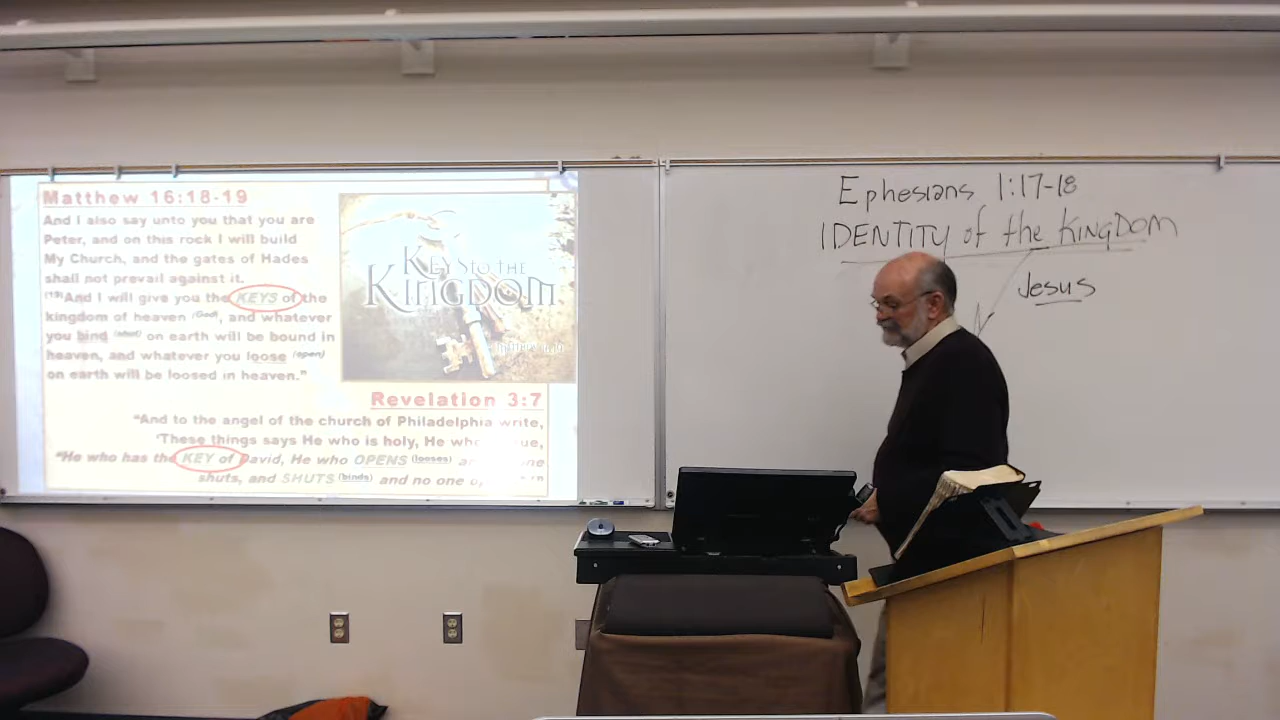 Matthew 16:18-19
And I also say unto you that you are
Peter, and on this rock I will build
My Church, and the gates of Hades
shall not prevail against it.
(19)And I will give you the KEYS of the
kingdom of heaven (God), and whatever
you bind (shut) on earth will be bound in
heaven, and whatever you loose (open)
on earth will be loosed in heaven."
KEYS TO THE
KINGDOM
Revelation 3:7
"And to the angel of the church of Philadelphia write,
'These things says He who is holy, He who
"He who has the KEY of David, He who OPENS (looses)
shuts, and SHUTS (binds) and no one
Ephesians 1:17-18
IDENTITY of the KINGDOM
Jesus